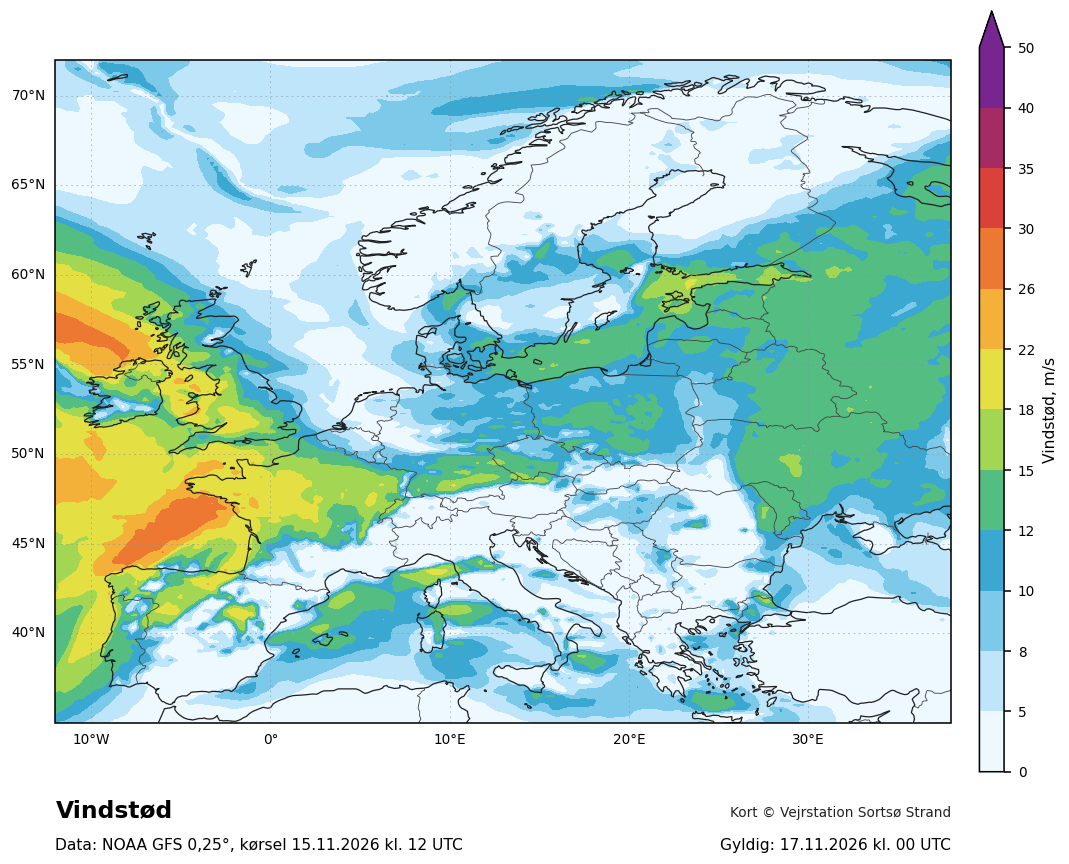 70°N
65°N
60°N
55°N
50°N
45°N
40°N
10°W
0°
10°E
20°E
30°E
50
40
35
30
26
22
18
15
12
10
8
5
0
Vindstød, m/s
Vindstød
Kort © Vejrstation Sortsø Strand
Data: NOAA GFS 0,25°, kørsel 15.11.2026 kl. 12 UTC
Gyldig: 17.11.2026 kl. 00 UTC